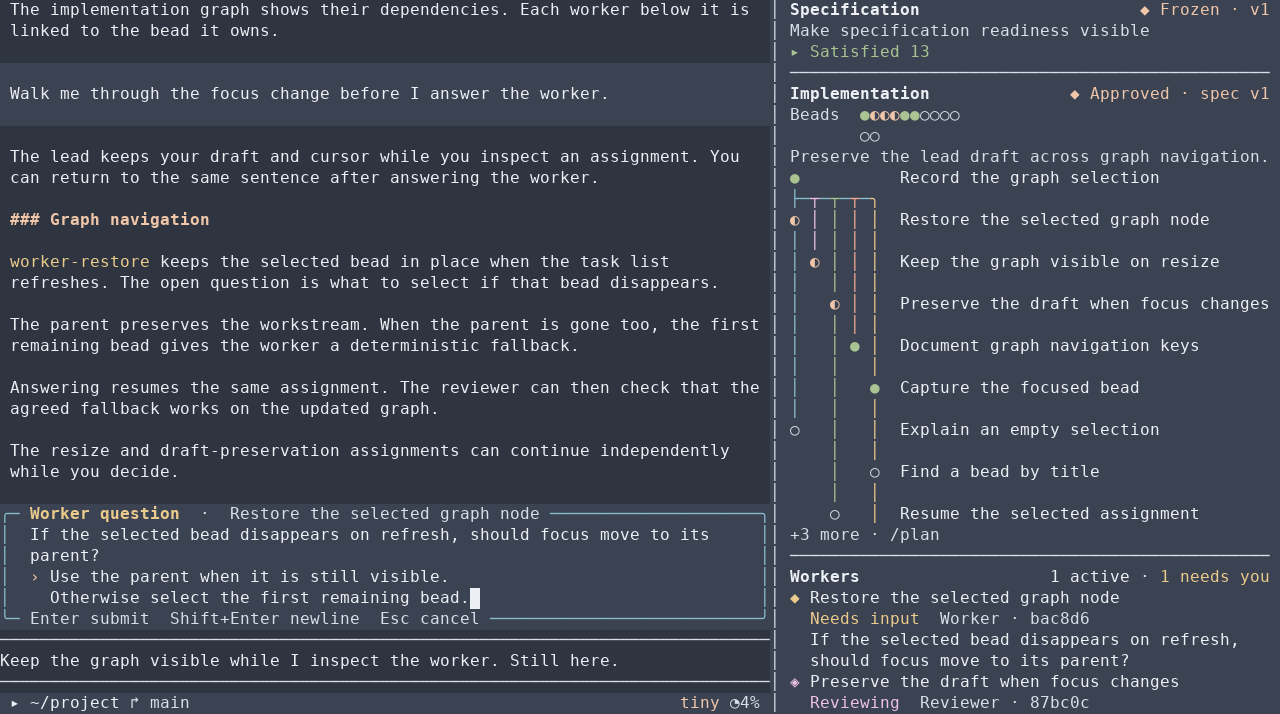 The implementation graph shows their dependencies. Each worker below it is
linked to the bead it owns.
Walk me through the focus change before I answer the worker.
The lead keeps your draft and cursor while you inspect an assignment. You
can return to the same sentence after answering the worker.
### Graph navigation
worker-restore keeps the selected bead in place when the task list
refreshes. The open question is what to select if that bead disappears.
The parent preserves the workstream. When the parent is gone too, the first
remaining bead gives the worker a deterministic fallback.
Answering resumes the same assignment. The reviewer can then check that the
agreed fallback works on the updated graph.
The resize and draft-preservation assignments can continue independently
while you decide.
Worker question · Restore the selected graph node
If the selected bead disappears on refresh, should focus move to its
parent?
› Use the parent when it is still visible.
Otherwise select the first remaining bead.
Enter submit Shift+Enter newline Esc cancel
Keep the graph visible while I inspect the worker. Still here.
▸ ~/project ↱ main tiny ◔4%
Specification ◆ Frozen · v1
Make specification readiness visible
▸ Satisfied 13
Implementation ◆ Approved · spec v1
Beads ●◐◐◐●●○○○○
○○
Preserve the lead draft across graph navigation.
● Record the graph selection
◐ Restore the selected graph node
◐ Keep the graph visible on resize
◐ Preserve the draft when focus changes
● Document graph navigation keys
● Capture the focused bead
○ Explain an empty selection
○ Find a bead by title
○ Resume the selected assignment
+3 more · /plan
Workers 1 active · 1 needs you
◆ Restore the selected graph node
Needs input Worker · bac8d6
If the selected bead disappears on refresh,
should focus move to its parent?
◈ Preserve the draft when focus changes
Reviewing Reviewer · 87bc0c